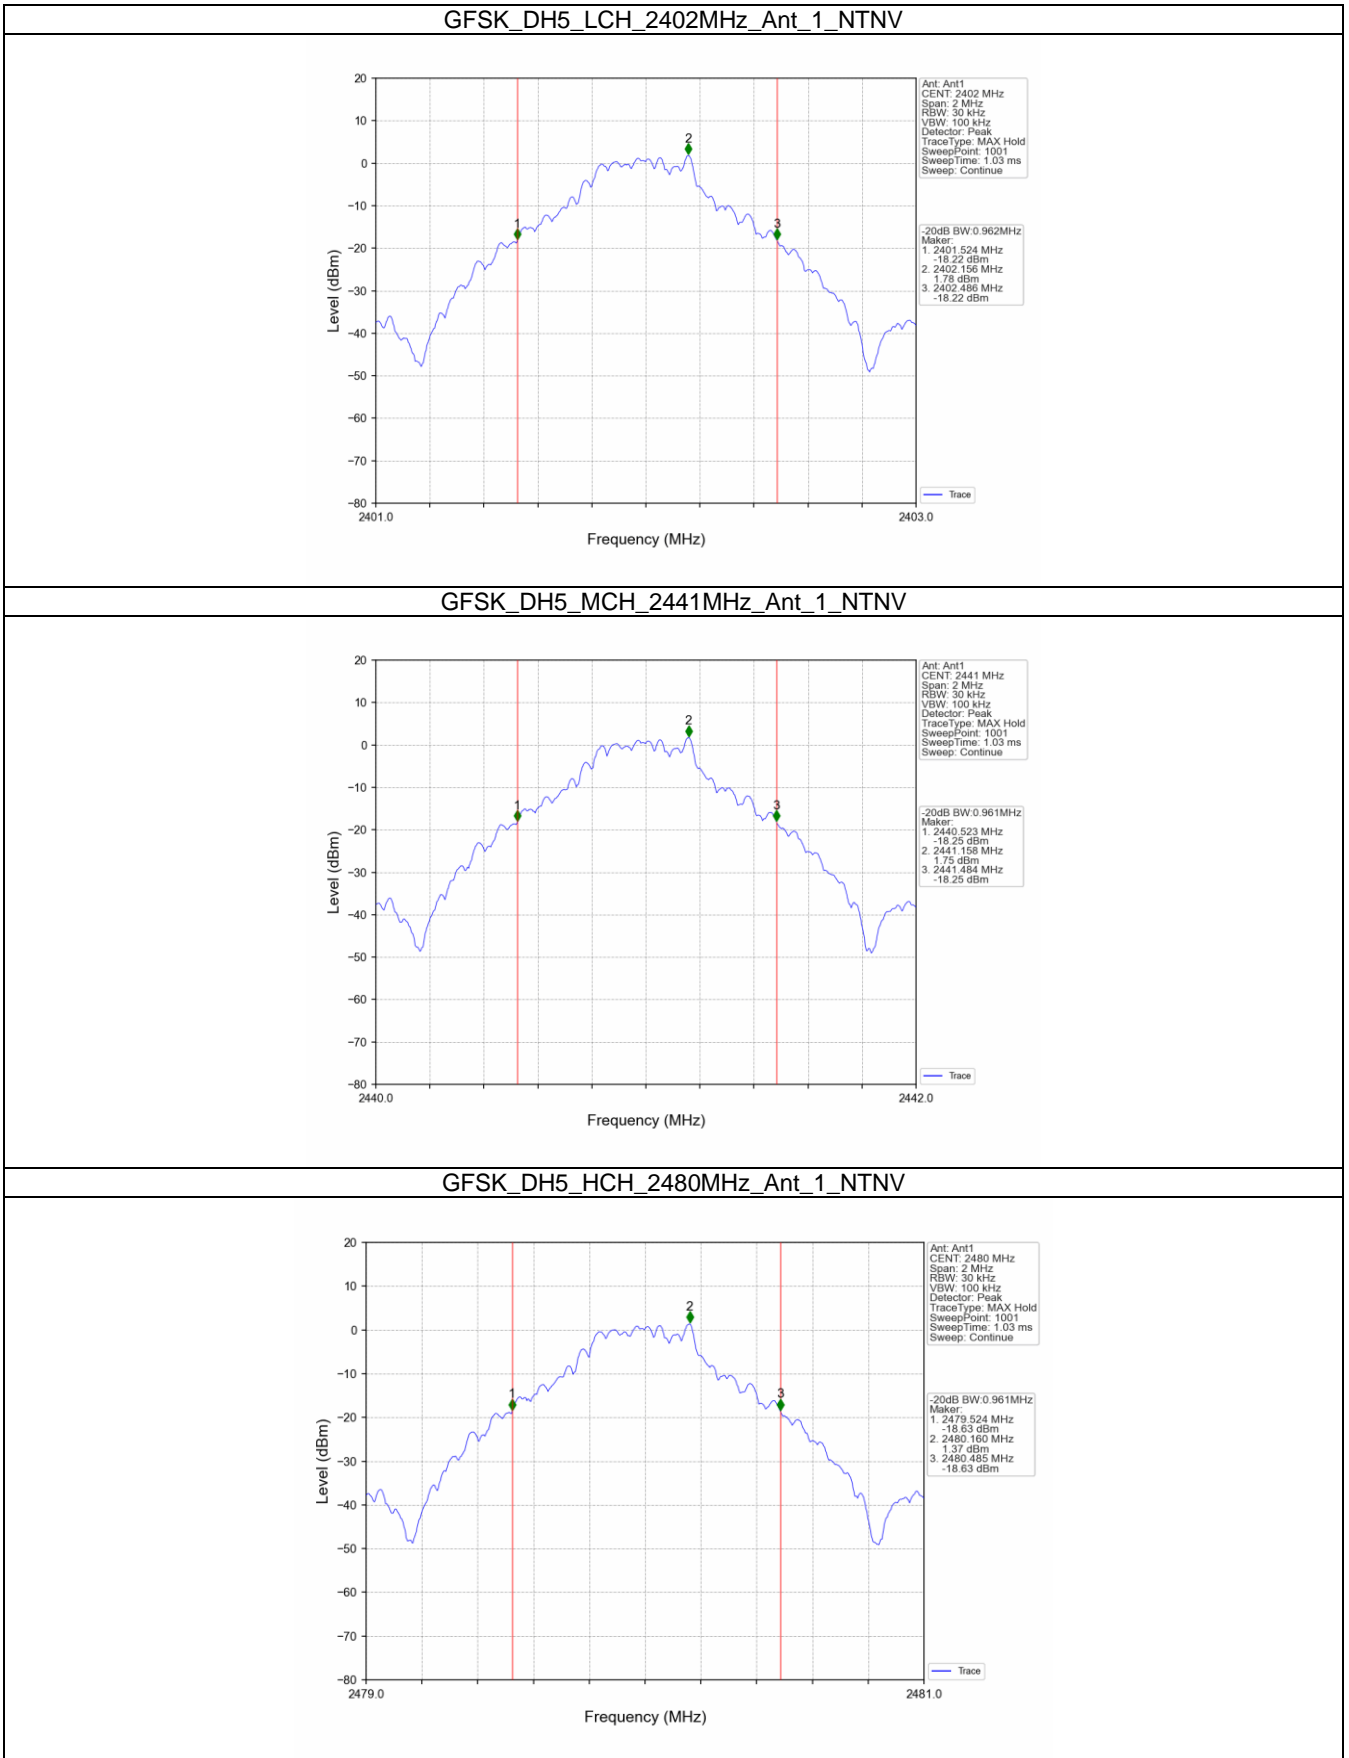 GFSK_DH5_LCH_2402MHz_Ant_1_NTNV
20
10
0
−10
−20
−30
−40
−50
−60
−70
−80
Level (dBm)
1
2
3
2401.0
2403.0
Frequency (MHz)
Ant: Ant1
CENT: 2402 MHz
Span: 2 MHz
RBW: 30 kHz
VBW: 100 kHz
Detector: Peak
TraceType: MAX Hold
SweepPoint: 1001
SweepTime: 1.03 ms
Sweep: Continue
-20dB BW:0.962MHz
Maker:
1. 2401.524 MHz
-18.22 dBm
2. 2402.156 MHz
1.78 dBm
3. 2402.486 MHz
-18.22 dBm
Trace
GFSK_DH5_MCH_2441MHz_Ant_1_NTNV
20
10
0
−10
−20
−30
−40
−50
−60
−70
−80
Level (dBm)
1
2
3
2440.0
2442.0
Frequency (MHz)
Ant: Ant1
CENT: 2441 MHz
Span: 2 MHz
RBW: 30 kHz
VBW: 100 kHz
Detector: Peak
TraceType: MAX Hold
SweepPoint: 1001
SweepTime: 1.03 ms
Sweep: Continue
-20dB BW:0.961MHz
Maker:
1. 2440.523 MHz
-18.25 dBm
2. 2441.158 MHz
1.75 dBm
3. 2441.484 MHz
-18.25 dBm
Trace
GFSK_DH5_HCH_2480MHz_Ant_1_NTNV
20
10
0
−10
−20
−30
−40
−50
−60
−70
−80
Level (dBm)
1
2
3
2479.0
2481.0
Frequency (MHz)
Ant: Ant1
CENT: 2480 MHz
Span: 2 MHz
RBW: 30 kHz
VBW: 100 kHz
Detector: Peak
TraceType: MAX Hold
SweepPoint: 1001
SweepTime: 1.03 ms
Sweep: Continue
-20dB BW:0.961MHz
Maker:
1. 2479.524 MHz
-18.63 dBm
2. 2480.160 MHz
1.37 dBm
3. 2480.485 MHz
-18.63 dBm
Trace